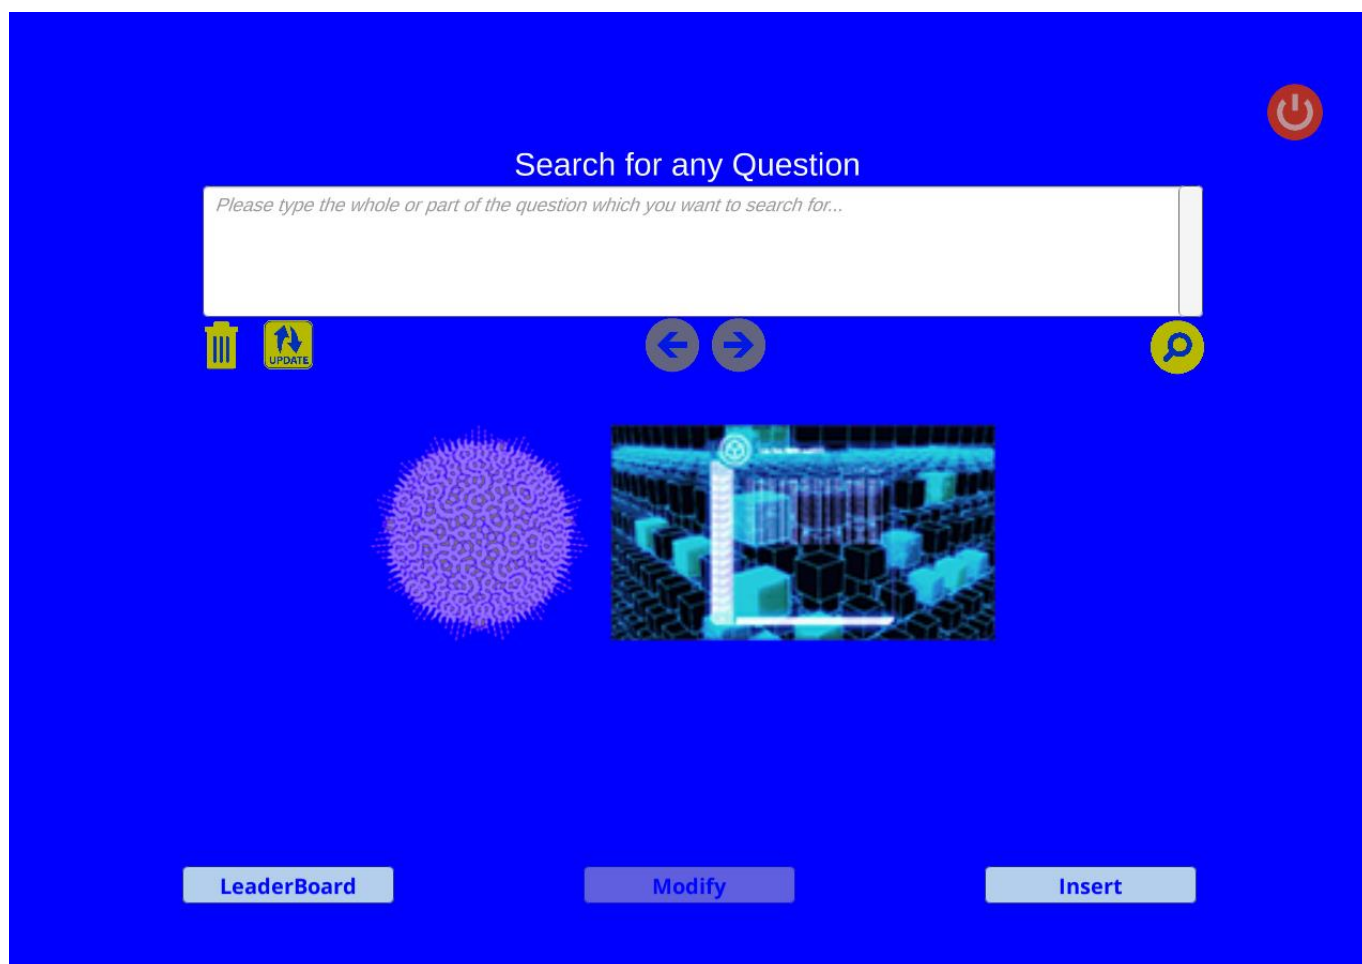 Search for any Question
Please type the whole or part of the question which you want to search for...
UPDATE
LeaderBoard
Modify
Insert